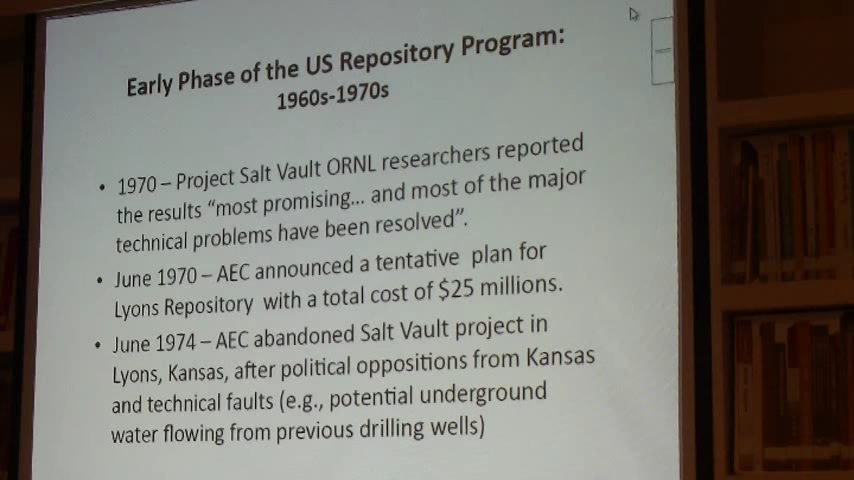 Early Phase of the US Repository Program:
1960s-1970s
• 1970 – Project Salt Vault ORNL researchers reported
the results “most promising... and most of the major
technical problems have been resolved”.
• June 1970 – AEC announced a tentative plan for
Lyons Repository with a total cost of $25 millions.
• June 1974 – AEC abandoned Salt Vault project in
Lyons, Kansas, after political oppositions from Kansas
and technical faults (e.g., potential underground
water flowing from previous drilling wells)